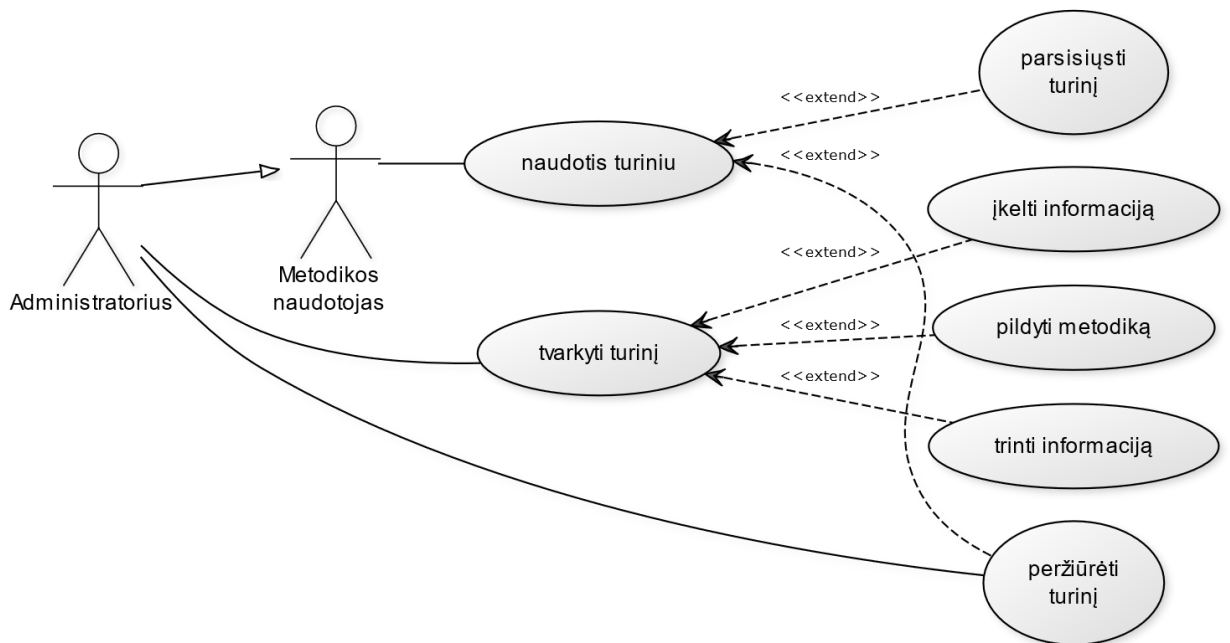 parsisiųsti
turinį
<<extend>>
naudotis turiniu
<<extend>>
įkelti informaciją
<<extend>>
Administratorius
Metodikos
naudotojas
tvarkyti turinį
<<extend>>
pildyti metodiką
<<extend>>
trinti informaciją
peržiūrėti
turinį